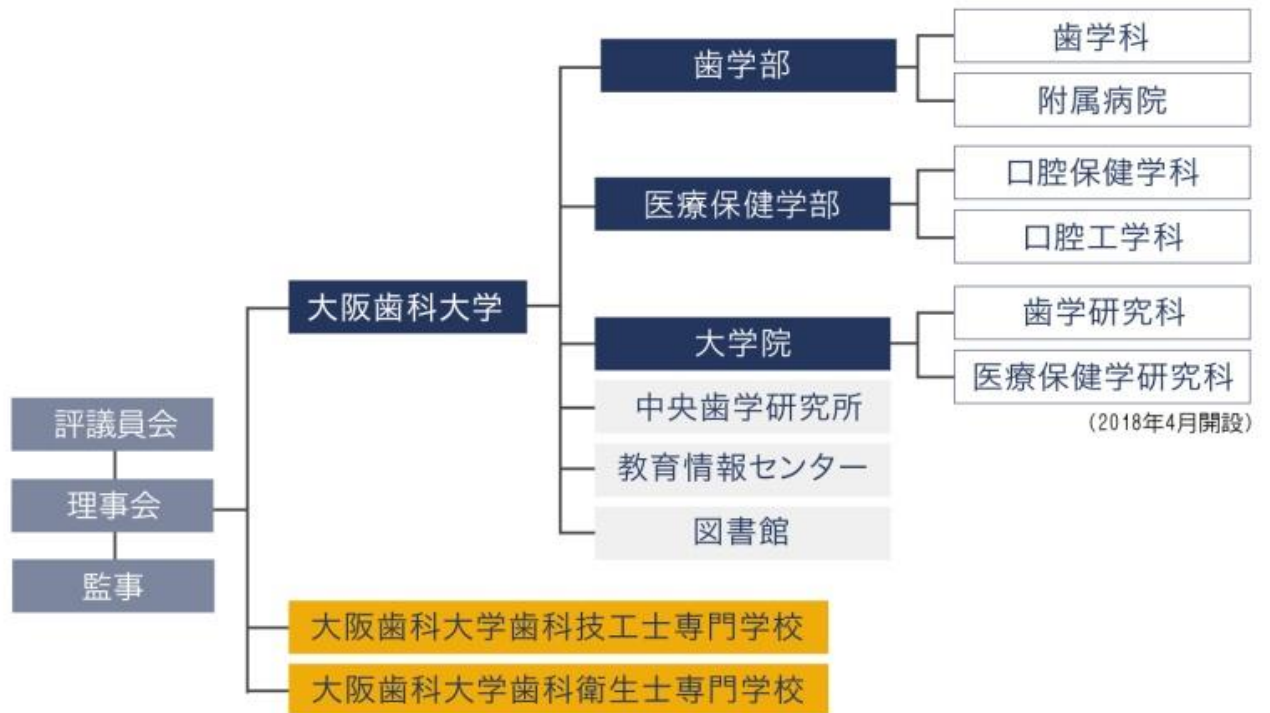 評議員会
理事会
監事
大阪歯科大学
歯学部
歯学科
附属病院
医療保健学部
口腔保健学科
口腔工学科
大学院
歯学研究科
医療保健学研究科
(2018年4月開設)
中央歯学研究所
教育情報センター
図書館
大阪歯科大学歯科技工士専門学校
大阪歯科大学歯科衛生士専門学校